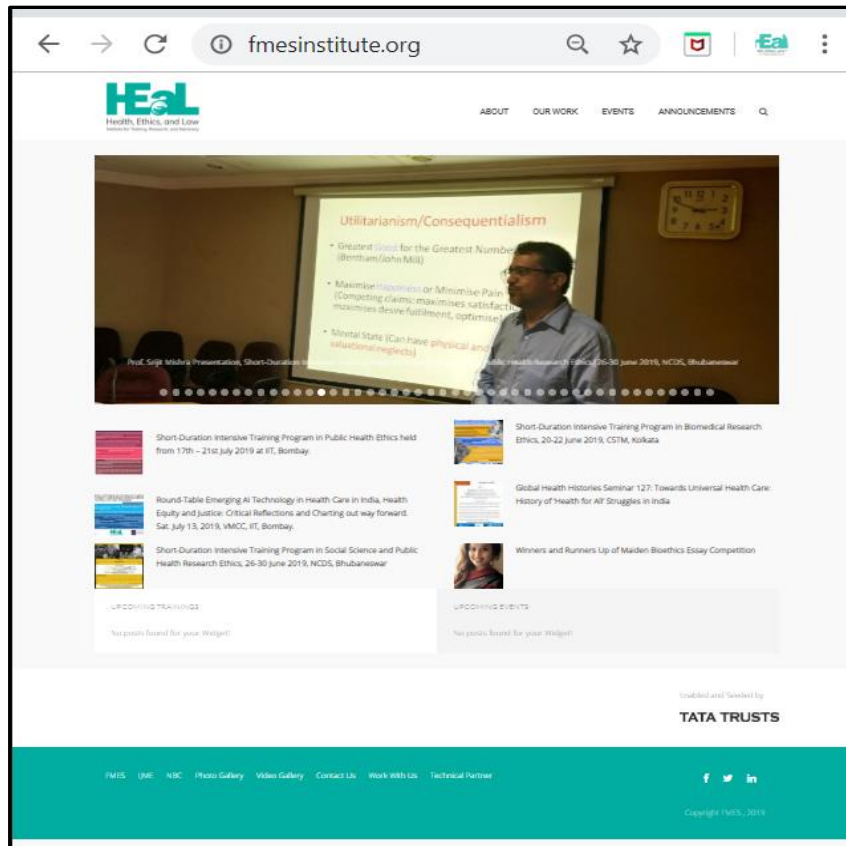 fmesinstitute.org
HEaL
Health, Ethics, and Law
Institute for Training, Research, and Advocacy
ABOUT OUR WORK EVENTS ANNOUNCEMENTS
Utilitarianism/Consequentialism
• Greatest Good for the Greatest Number
(Bentham/John Mill)
• Maximise Happiness or Minimise Pain
(Competing claims: maximises
maximises desire fulfilment,
• Mental State (Can have physical and
valuational neglects)
Prof. Srijit Mishra Presentation, Short-Duration Public Health Research Ethics, 26-30 June 2019, NCDS, Bhubaneswar
Short-Duration Intensive Training Program in Public Health Ethics held
from 17th – 21st July 2019 at IIT, Bombay.
Round-Table Emerging AI Technology in Health Care in India, Health
Equity and Justice: Critical Reflections and Charting out way forward.
Sat. July 13, 2019, VMCC, IIT, Bombay.
Short-Duration Intensive Training Program in Social Science and Public
Health Research Ethics, 26-30 June 2019, NCDS, Bhubaneswar
Short-Duration Intensive Training Program in Biomedical Research
Ethics, 20-22 June 2019, CSTM, Kolkata
Global Health Histories Seminar 127: Towards Universal Health Care:
History of 'Health for All' Struggles in India
Winners and Runners Up of Maiden Bioethics Essay Competition
UPCOMING TRAININGS
No posts found for your Widget!
UPCOMING EVENTS
No posts found for your Widget!
Enabled and Seeded by
TATA TRUSTS
FMES IJME NBC Photo Gallery Video Gallery Contact Us Work With Us Technical Partner
Copyright FMES, 2019